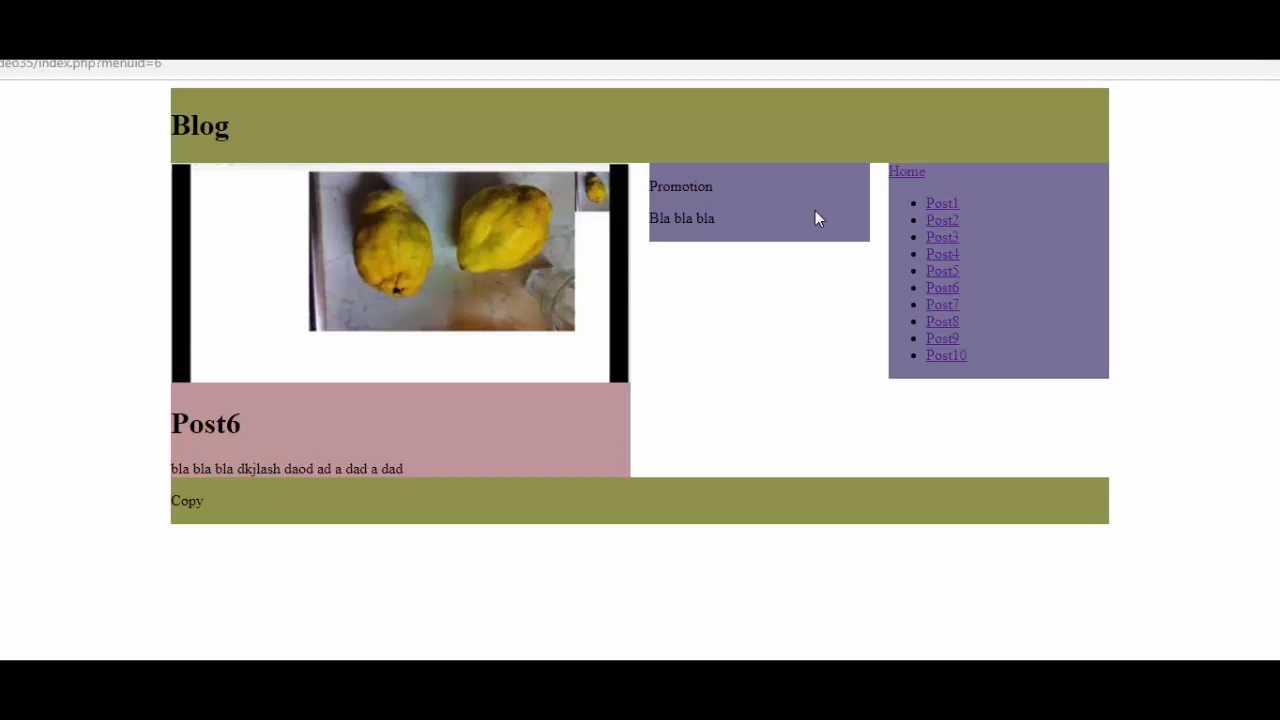 deo35/index.php?menuid=6
Blog
Promotion
Bla bla bla
Home
Post1
Post2
Post3
Post4
Post5
Post6
Post7
Post8
Post9
Post10
Post6
bla bla bla dkjlash daod ad a dad a dad
Copy